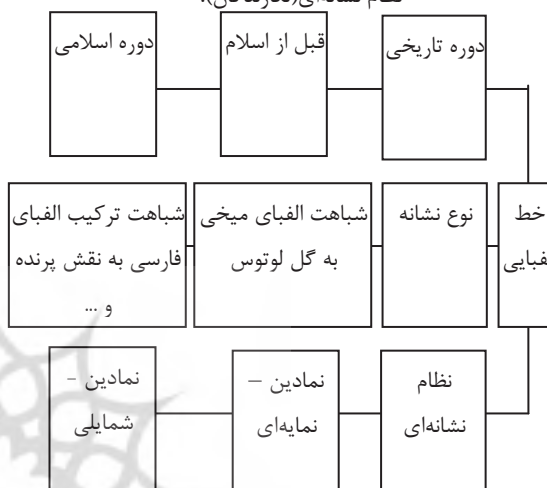 نظام نشانه‌ای(نگارندگان).
دوره تاریخی
قبل از اسلام
دوره اسلامی
خط
فبایی
نوع نشانه
شباهت الفبای میخی
به گل لوتوس
شباهت ترکیب الفبای
فارسی به نقش پرنده
و ...
نظام
نشانه‌ای
نمادین –
نمایه‌ای
نمادین -
شمایلی